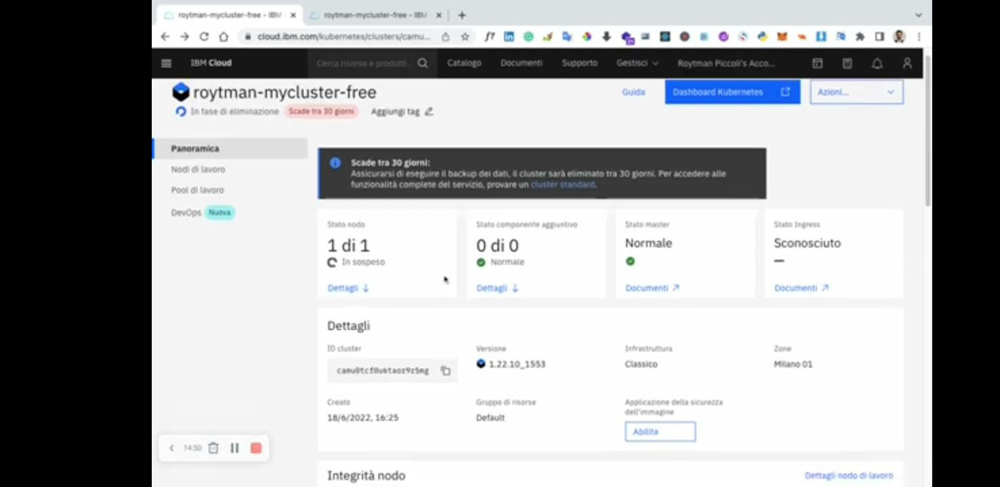 roytman-mycluster-free - IBM
roytman-mycluster-free - IBM
cloud.ibm.com/kubernetes/clusters/camu...
f?
IBM Cloud
Cerca risorse e prodotti...
Catalogo
Documenti
Supporto
Gestisci
Roytman Piccoli's Acco...
roytman-mycluster-free
Guida
Dashboard Kubernetes
Azioni...
In fase di eliminazione
Scade tra 30 giorni
Aggiungi tag
Panoramica
Nodi di lavoro
Pool di lavoro
DevOps Nuova
Scade tra 30 giorni:
Assicurarsi di eseguire il backup dei dati, il cluster sarà eliminato tra 30 giorni. Per accedere alle
funzionalità complete del servizio, provare un cluster standard.
Stato nodo
1 di 1
In sospeso
Dettagli
Stato componente aggiuntivo
0 di 0
Normale
Dettagli
Stato master
Normale
Documenti
Stato Ingress
Sconosciuto
—
Documenti
Dettagli
ID cluster
Versione
1.22.10_1553
Infrastruttura
Classico
Zone
Milano 01
Creato
18/6/2022, 16:25
Gruppo di risorse
Default
Applicazione della sicurezza
dell'immagine
Abilita
14:50
Integrità nodo
Dettagli nodo di lavoro